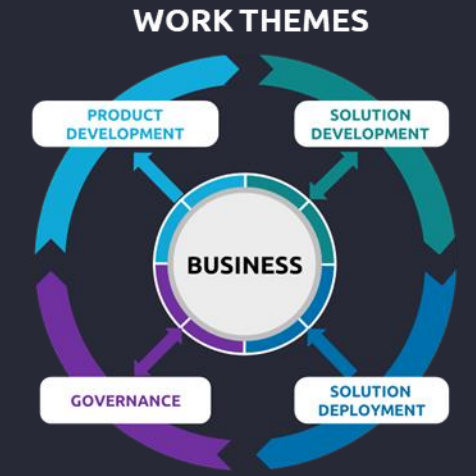 WORK THEMES
PRODUCT
DEVELOPMENT
SOLUTION
DEVELOPMENT
BUSINESS
GOVERNANCE
SOLUTION
DEPLOYMENT